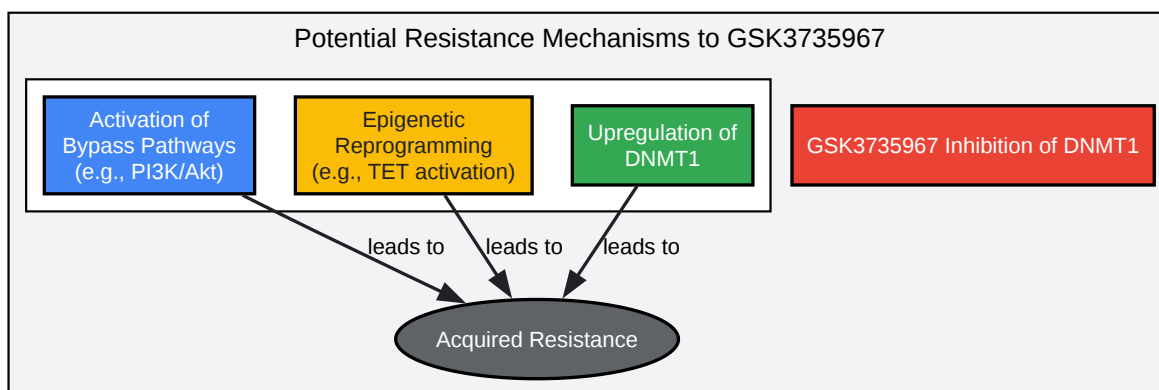 Potential Resistance Mechanisms to GSK3735967
Activation of
Bypass Pathways
(e.g., PI3K/Akt)
Epigenetic
Reprogramming
(e.g., TET activation)
Upregulation of
DNMT1
GSK3735967 Inhibition of DNMT1
leads to
leads to
leads to
Acquired Resistance